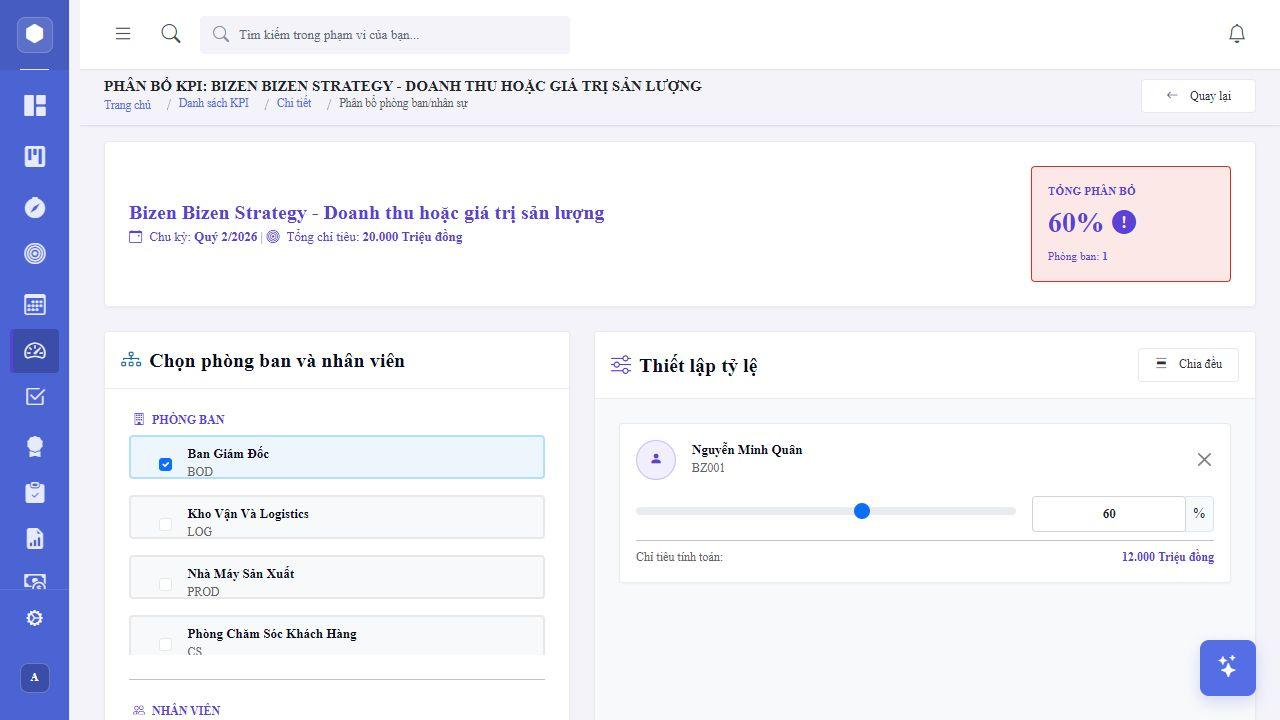 Tìm kiếm trong phạm vi của bạn...
PHÂN BỔ KPI: BIZEN BIZEN STRATEGY - DOANH THU HOẶC GIÁ TRỊ SẢN LƯỢNG
Trang chủ / Danh sách KPI / Chi tiết / Phân bổ phòng ban/nhân sự
Quay lại
Bizen Bizen Strategy - Doanh thu hoặc giá trị sản lượng
Chu kỳ: Quý 2/2026 | Tổng chỉ tiêu: 20.000 Triệu đồng
TỔNG PHÂN BỔ
60%
Phòng ban: 1
Chọn phòng ban và nhân viên
PHÒNG BAN
Ban Giám Đốc
BOD
Kho Vận Và Logistics
LOG
Nhà Máy Sản Xuất
PROD
Phòng Chăm Sóc Khách Hàng
CS
NHÂN VIÊN
Thiết lập tỷ lệ
Chia đều
Nguyễn Minh Quân
BZ001
60 %
Chỉ tiêu tính toán: 12.000 Triệu đồng
A